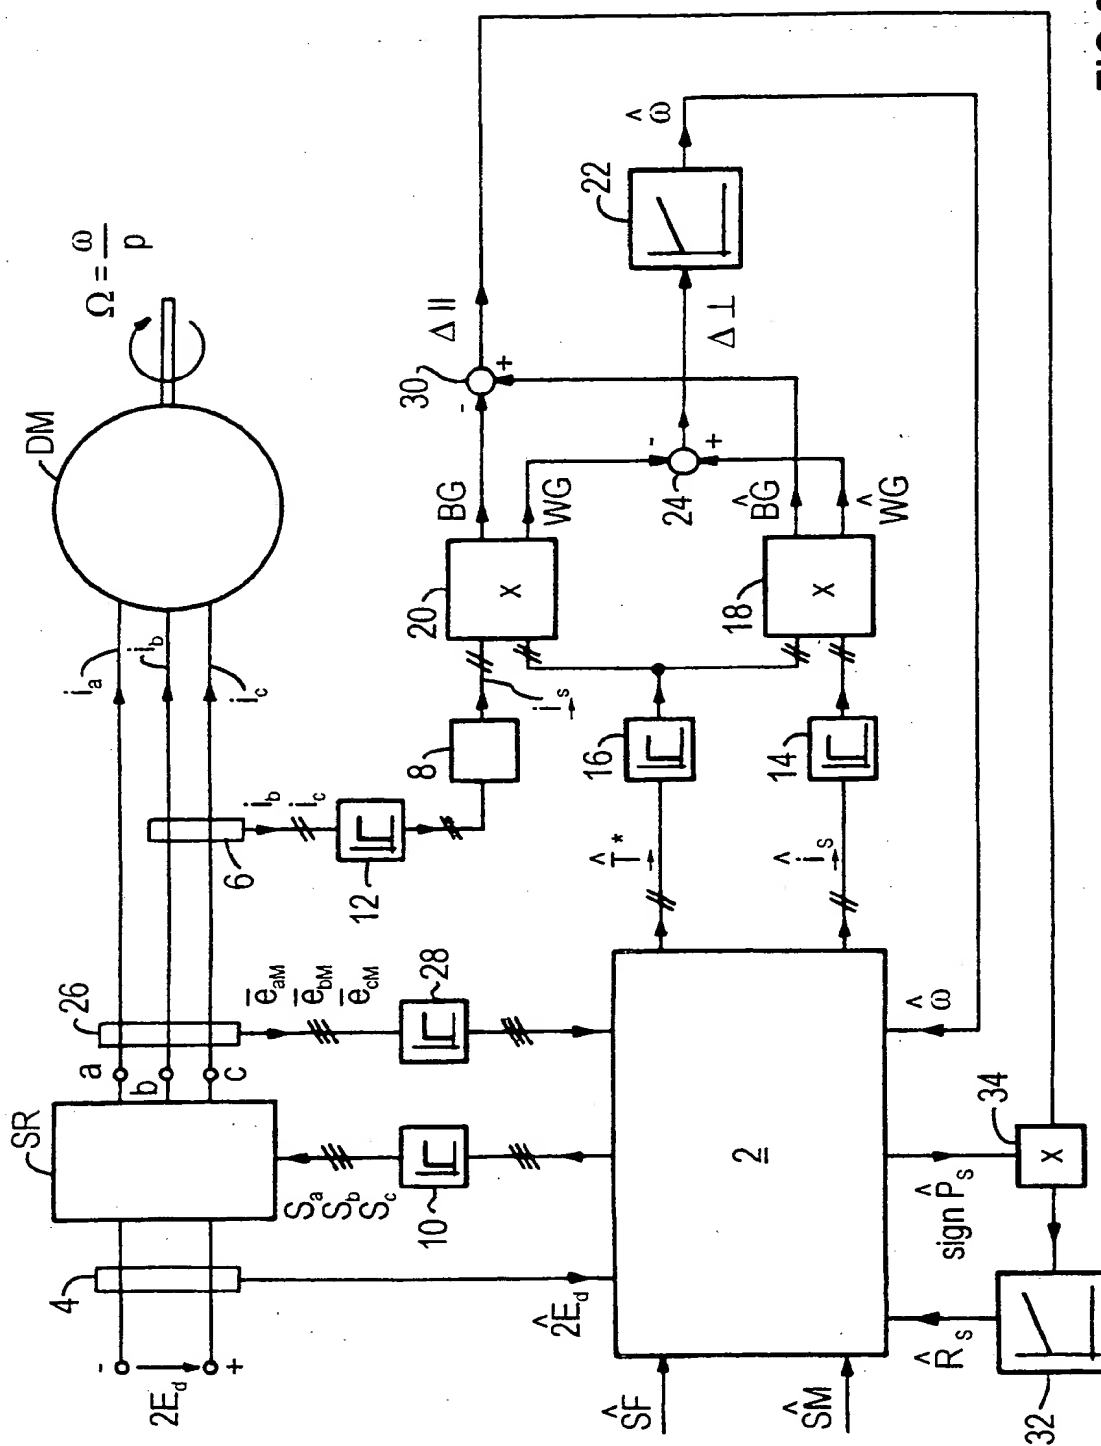 Ω = ω/p
DM
i_a
i_b
i_c
SR
a
b
c
26
4
- +
2E_d
6
i_b i_c
12
8
i_s
ē_aM
ē_bM
ē_cM
28
S_a
S_b
S_c
10
2̂E_d
20
x
BG
WG
30
- +
Δ ||
24
- +
Δ ⊥
22
ω̂
18
x
B̂G
ŴG
16
14
T̂*
î_s
2
ω̂
ŜF
ŜM
sign P̂_s
34
x
R̂_s
32